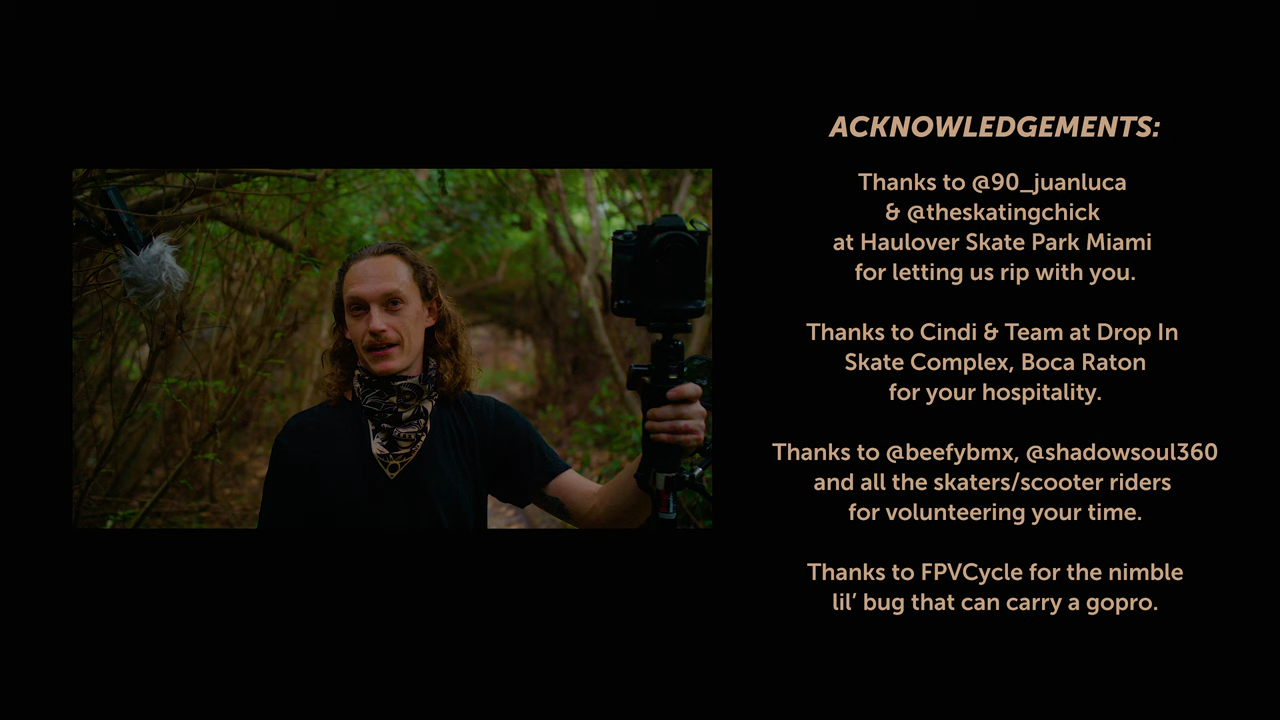 ACKNOWLEDGEMENTS:
Thanks to @90_juanluca
& @theskatingchick
at Haulover Skate Park Miami
for letting us rip with you.
Thanks to Cindi & Team at Drop In
Skate Complex, Boca Raton
for your hospitality.
Thanks to @beefybmx, @shadowsoul360
and all the skaters/scooter riders
for volunteering your time.
Thanks to FPVCycle for the nimble
lil’ bug that can carry a gopro.